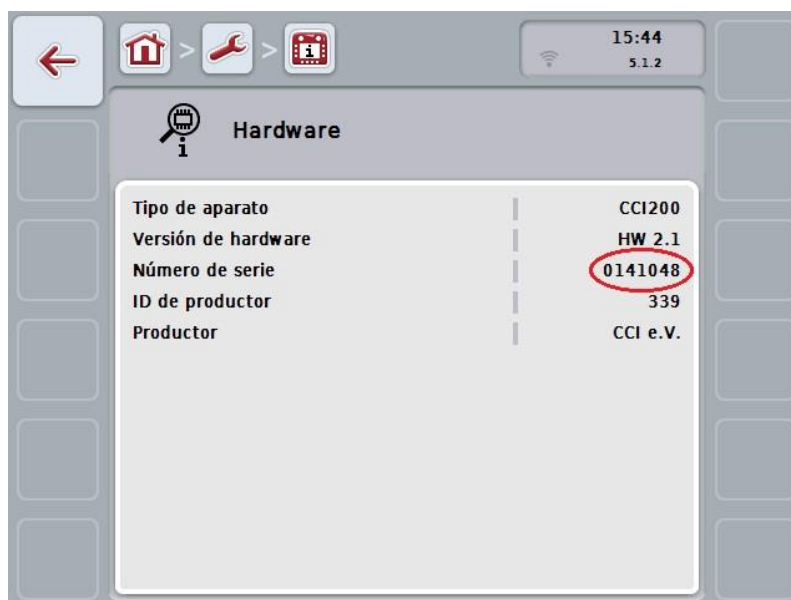 > >
15:44
5.1.2
i
Hardware
i
Tipo de aparato CCI200
Versión de hardware HW 2.1
Número de serie 0141048
ID de productor 339
Productor CCI e.V.